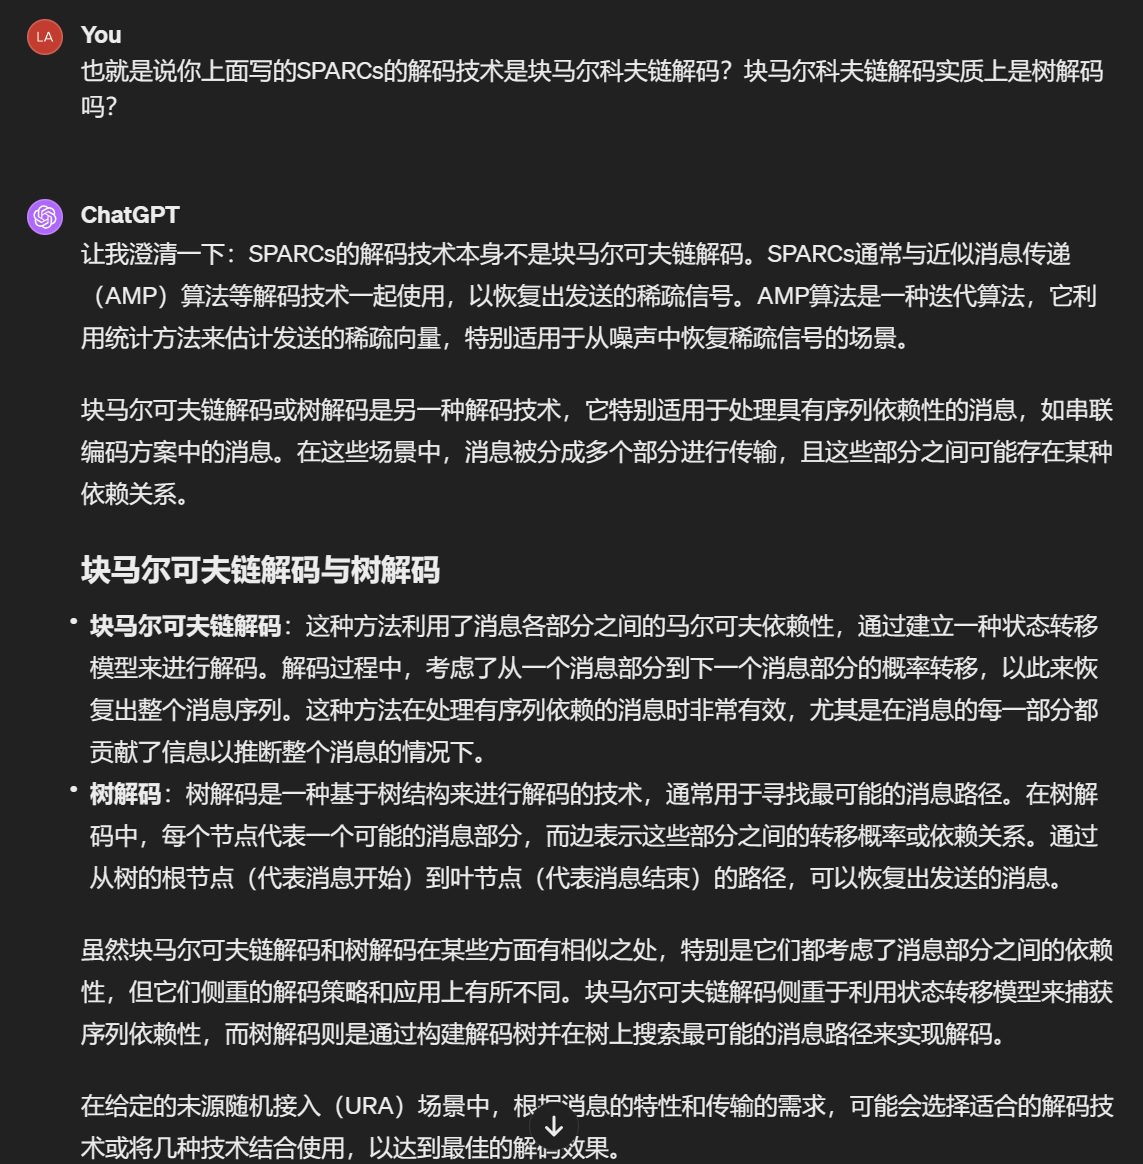 LA
You
也就是说你上面写的SPARCs的解码技术是块马尔科夫链解码？块马尔科夫链解码实质上是树解码
吗？
ChatGPT
让我澄清一下：SPARCs的解码技术本身不是块马尔可夫链解码。SPARCs通常与近似消息传递
（AMP）算法等解码技术一起使用，以恢复出发送的稀疏信号。AMP算法是一种迭代算法，它利
用统计方法来估计发送的稀疏向量，特别适用于从噪声中恢复稀疏信号的场景。
块马尔可夫链解码或树解码是另一种解码技术，它特别适用于处理具有序列依赖性的消息，如串联
编码方案中的消息。在这些场景中，消息被分成多个部分进行传输，且这些部分之间可能存在某种
依赖关系。
块马尔可夫链解码与树解码
• 块马尔可夫链解码：这种方法利用了消息各部分之间的马尔可夫依赖性，通过建立一种状态转移
模型来进行解码。解码过程中，考虑了从一个消息部分到下一个消息部分的概率转移，以此来恢
复出整个消息序列。这种方法在处理有序列依赖的消息时非常有效，尤其是在消息的每一部分都
贡献了信息以推断整个消息的情况下。
• 树解码：树解码是一种基于树结构来进行解码的技术，通常用于寻找最可能的消息路径。在树解
码中，每个节点代表一个可能的消息部分，而边表示这些部分之间的转移概率或依赖关系。通过
从树的根节点（代表消息开始）到叶节点（代表消息结束）的路径，可以恢复出发送的消息。
虽然块马尔可夫链解码和树解码在某些方面有相似之处，特别是它们都考虑了消息部分之间的依赖
性，但它们侧重的解码策略和应用上有所不同。块马尔可夫链解码侧重于利用状态转移模型来捕获
序列依赖性，而树解码则是通过构建解码树并在树上搜索最可能的消息路径来实现解码。
在给定的未源随机接入（URA）场景中，根据消息的特性和传输的需求，可能会选择适合的解码技
术或将几种技术结合使用，以达到最佳的解码效果。